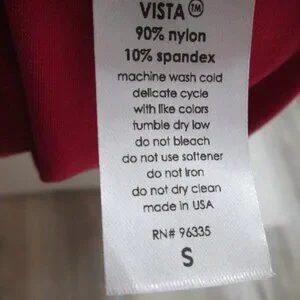 VISTA™
90% nylon
10% spandex
machine wash cold
delicate cycle
with like colors
tumble dry low
do not bleach
do not use softener
do not iron
do not dry clean
made in USA
RN# 96335
S